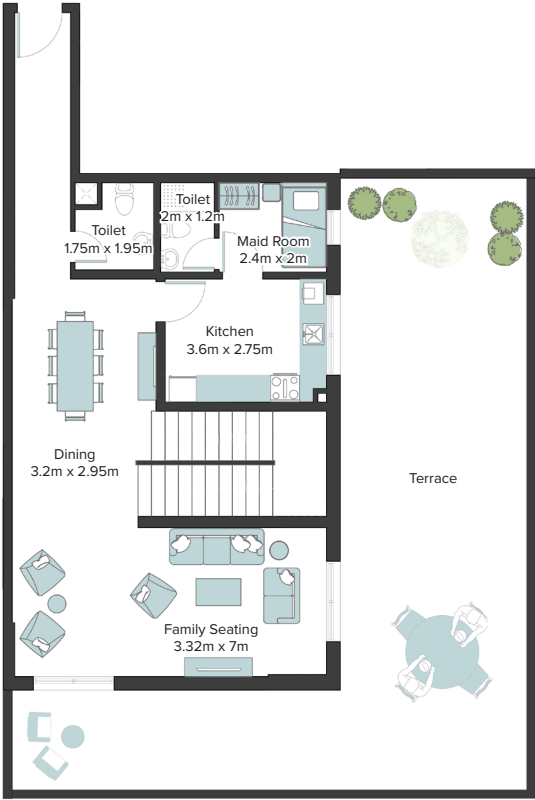 Toilet
2m x 1.2m
Toilet
1.75m x 1.95m
Maid Room
2.4m x 2m
Kitchen
3.6m x 2.75m
Dining
3.2m x 2.95m
Terrace
Family Seating
3.32m x 7m